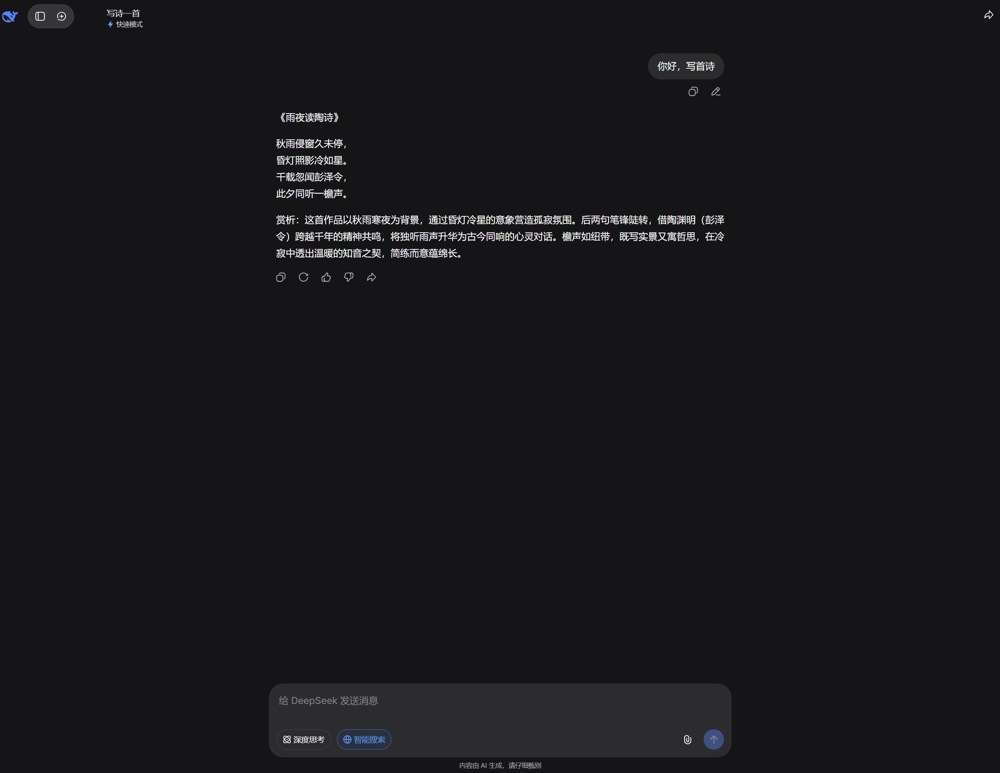 写诗一首
快速模式
你好，写首诗
《雨夜读陶诗》
秋雨侵窗久未停，
昏灯照影冷如星。
千载忽闻彭泽令，
此夕同听一檐声。
赏析：这首作品以秋雨寒夜为背景，通过昏灯冷星的意象营造孤寂氛围。后两句笔锋陡转，借陶渊明（彭泽
令）跨越千年的精神共鸣，将独听雨声升华为古今同响的心灵对话。檐声如纽带，既写实景又寓哲思，在冷
寂中透出温暖的知音之契，简练而意蕴绵长。
给 DeepSeek 发送消息
深度思考
智能搜索
内容由 AI 生成，请仔细甄别